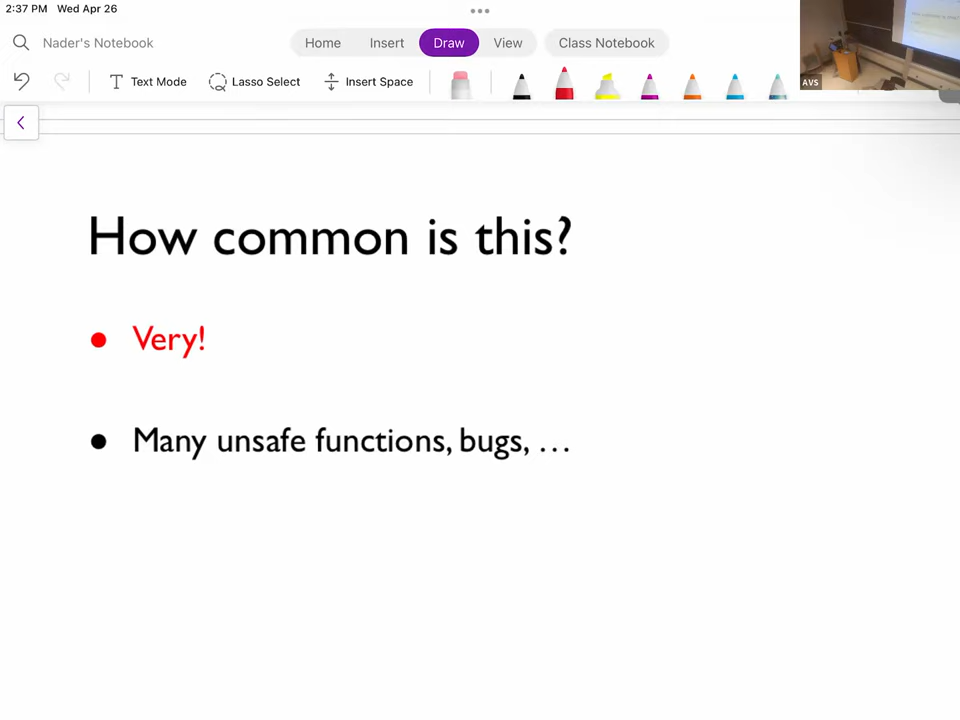 2:37 PM Wed Apr 26
Nader's Notebook
Home Insert Draw View Class Notebook
Text Mode Lasso Select Insert Space
AVS
How common is this?
● Very!
● Many unsafe functions, bugs, …